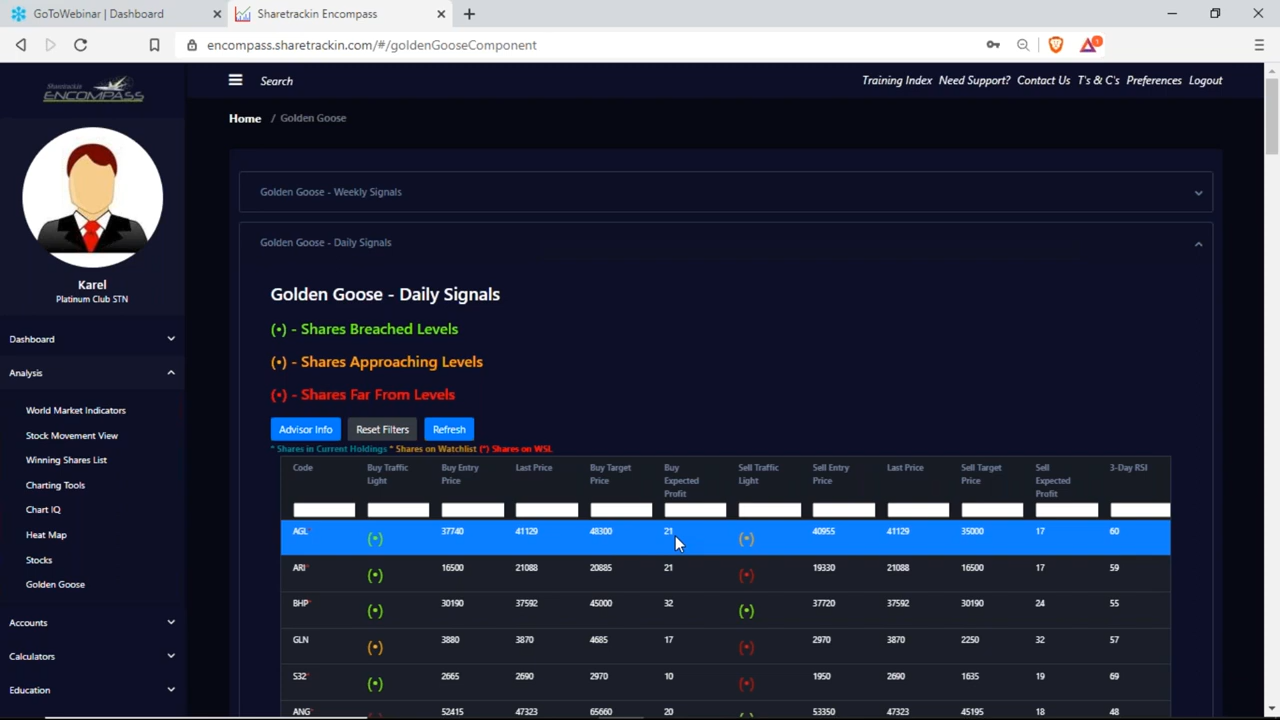 GoToWebinar | Dashboard
Sharetrackin Encompass
encompass.sharetrackin.com/#/goldenGooseComponent
Sharetrackin
ENCOMPASS
Search
Training Index Need Support? Contact Us T's & C's Preferences Logout
Home / Golden Goose
Golden Goose - Weekly Signals
Golden Goose - Daily Signals
Karel
Platinum Club STN
Dashboard
Analysis
World Market Indicators
Stock Movement View
Winning Shares List
Charting Tools
Chart IQ
Heat Map
Stocks
Golden Goose
Accounts
Calculators
Education
Golden Goose - Daily Signals
(•) - Shares Breached Levels
(•) - Shares Approaching Levels
(•) - Shares Far From Levels
Advisor Info Reset Filters Refresh
* Shares in Current Holdings * Shares on Watchlist (*) Shares on WSL
Code Buy Traffic Light Buy Entry Price Last Price Buy Target Price Buy Expected Profit Sell Traffic Light Sell Entry Price Last Price Sell Target Price Sell Expected Profit 3-Day RSI
AGL* (•) 37740 41129 48300 21 (•) 40955 41129 35000 17 60
ARI* (•) 16500 21088 20885 21 (•) 19330 21088 16500 17 59
BHP* (•) 30190 37592 45000 32 (•) 37720 37592 30190 24 55
GLN (•) 3880 3870 4685 17 (•) 2970 3870 2250 32 57
S32* (•) 2665 2690 2970 10 (•) 1950 2690 1635 19 69
ANG* 52415 47323 65660 20 53350 47323 45195 18 48